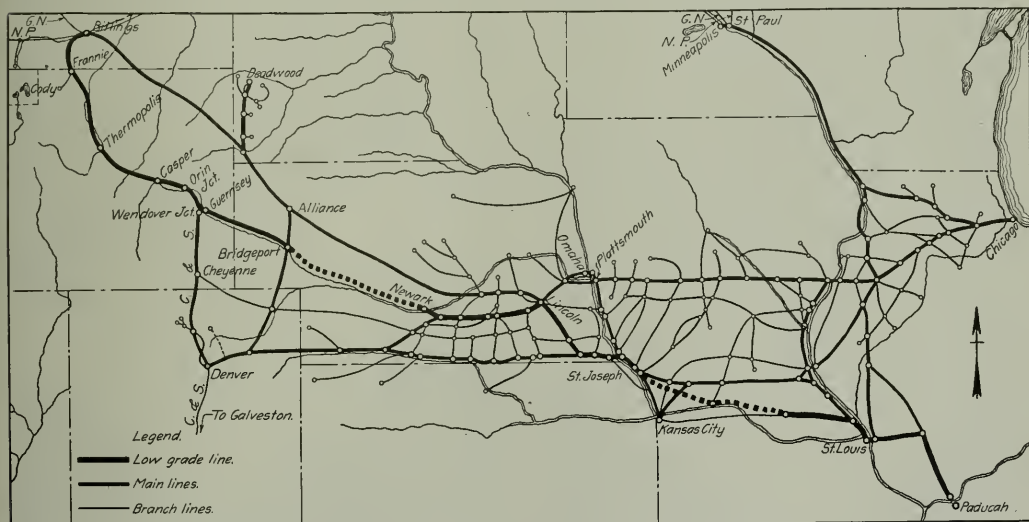 G.N.
N.P.
Billings
Frannie
Cody
Deadwood
Thermopolis
Casper
Orin
Jct.
Guernsey
Wendover Jct.
Alliance
Bridgeport
C. & S.
Cheyenne
Newark
Denver
C. & S.
To Galveston.
G.N.
N.P.
St Paul
Minneapolis
Omaha
Plattsmouth
Lincoln
Chicago
St. Joseph
Kansas City
St. Louis
Paducah
Legend.
Low grade line.
Main lines.
Branch lines.